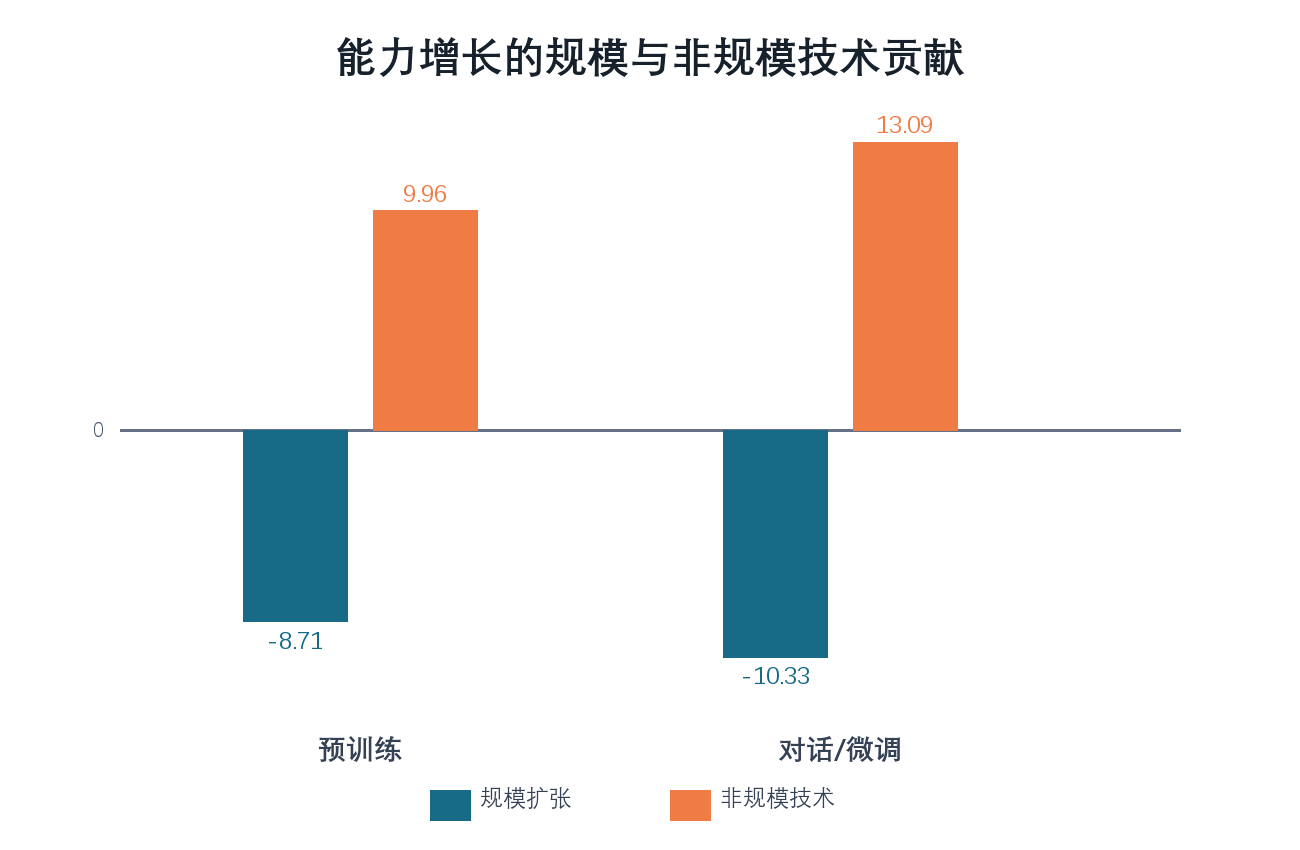 能力增长的规模与非规模技术贡献
13.09
9.96
0
-8.71
-10.33
预训练
对话/微调
规模扩张
非规模技术